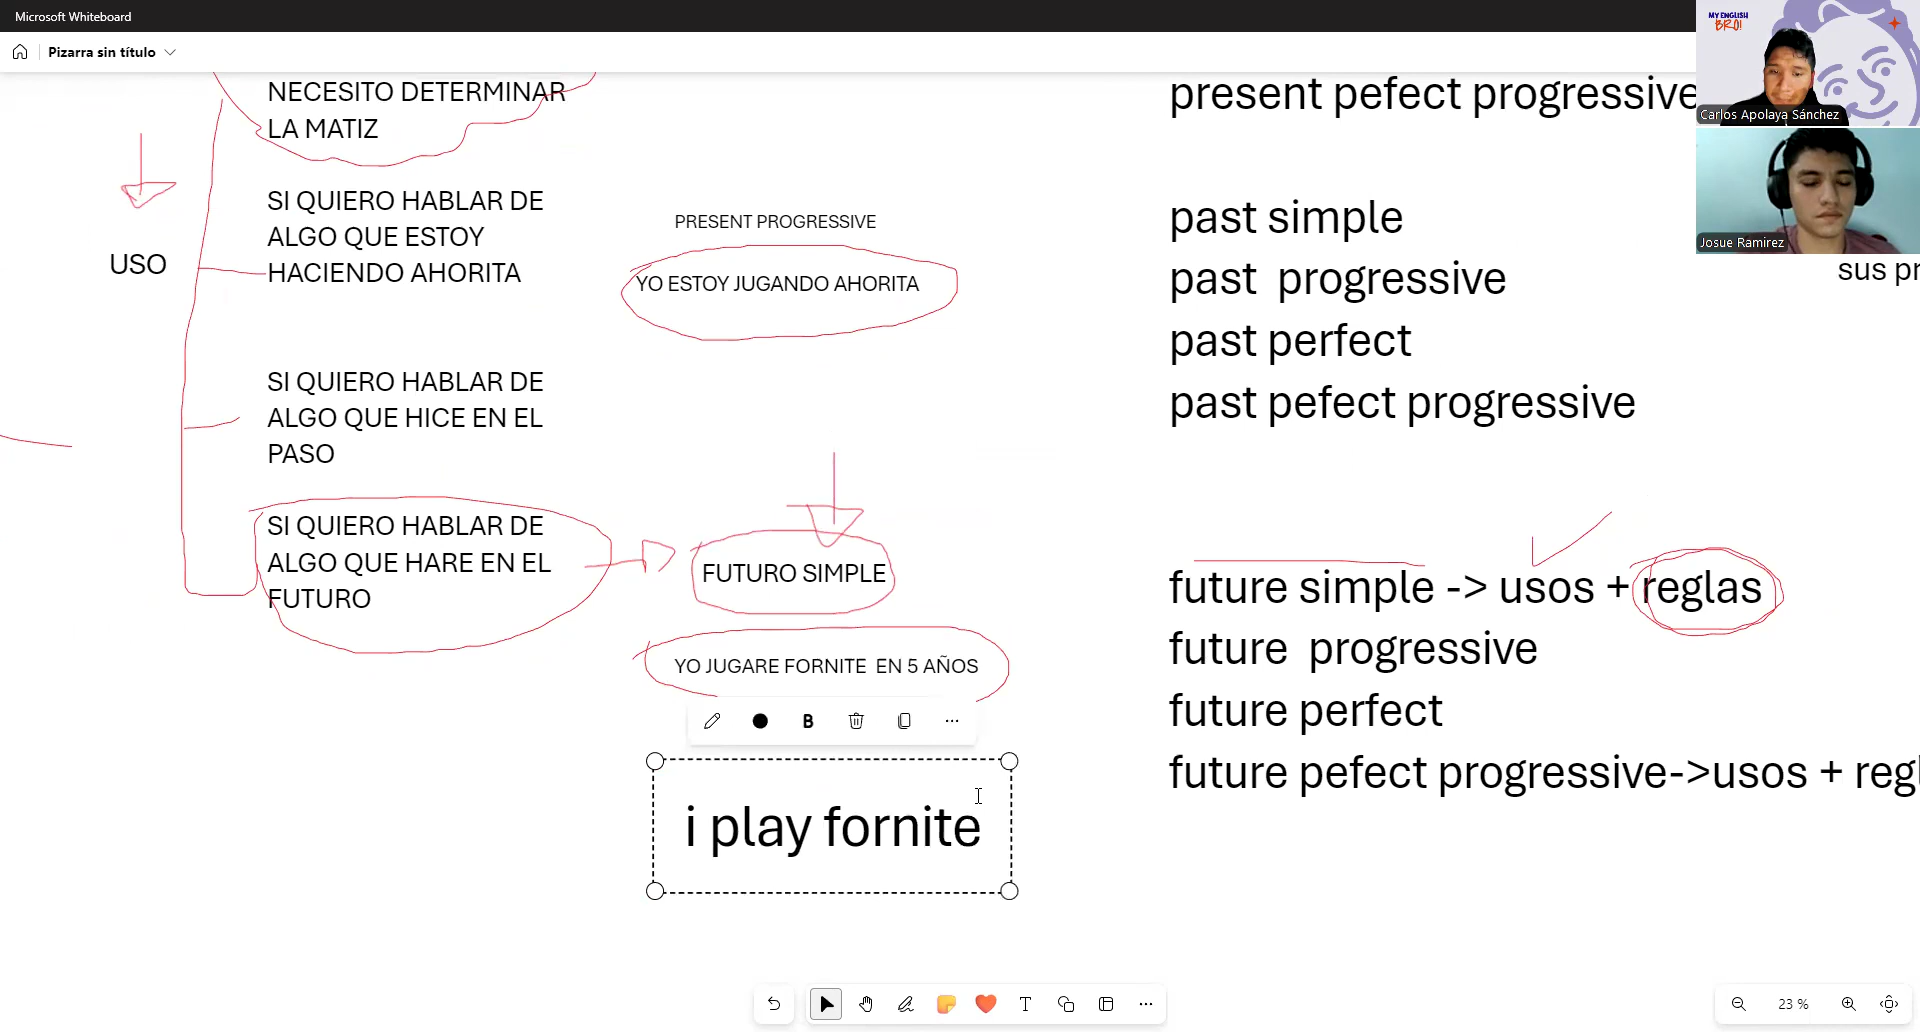 Microsoft Whiteboard
Pizarra sin título
NECESITO DETERMINAR
LA MATIZ
USO
SI QUIERO HABLAR DE
ALGO QUE ESTOY
HACIENDO AHORITA
SI QUIERO HABLAR DE
ALGO QUE HICE EN EL
PASO
SI QUIERO HABLAR DE
ALGO QUE HARE EN EL
FUTURO
PRESENT PROGRESSIVE
YO ESTOY JUGANDO AHORITA
FUTURO SIMPLE
YO JUGARE FORNITE EN 5 AÑOS
B
i play fornite
present pefect progressive
past simple
past progressive
past perfect
past pefect progressive
future simple -> usos + reglas
future progressive
future perfect
future pefect progressive->usos + regl
sus pr
MY ENGLISH
BRO!
Carlos Apolaya Sánchez
Josue Ramirez
T
23 %